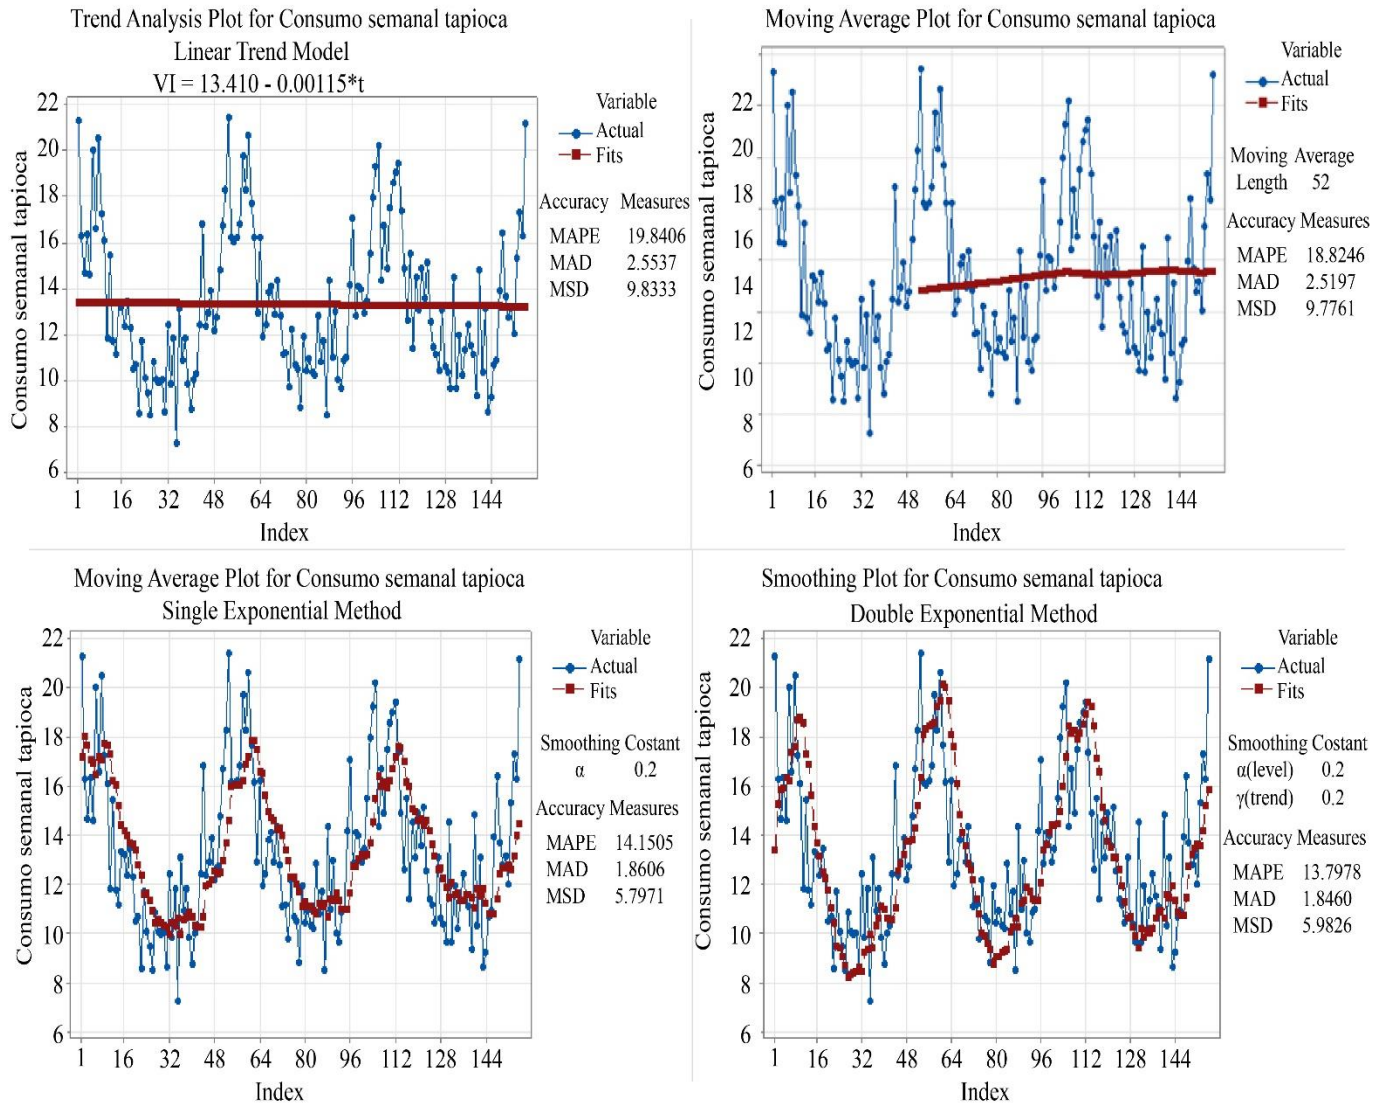 Trend Analysis Plot for Consumo semanal tapioca
Linear Trend Model
VI = 13.410 - 0.00115*t
Consumo semanal tapioca
22
20
18
16
14
12
10
8
6
1 16 32 48 64 80 96 112 128 144
Index
Variable
Actual
Fits
Accuracy Measures
MAPE 19.8406
MAD 2.5537
MSD 9.8333
Moving Average Plot for Consumo semanal tapioca
Consumo semanal tapioca
22
20
18
16
14
12
10
8
6
1 16 32 48 64 80 96 112 128 144
Index
Variable
Actual
Fits
Moving Average
Length 52
Accuracy Measures
MAPE 18.8246
MAD 2.5197
MSD 9.7761
Moving Average Plot for Consumo semanal tapioca
Single Exponential Method
Consumo semanal tapioca
22
20
18
16
14
12
10
8
6
1 16 32 48 64 80 96 112 128 144
Index
Variable
Actual
Fits
Smoothing Costant
α 0.2
Accuracy Measures
MAPE 14.1505
MAD 1.8606
MSD 5.7971
Smoothing Plot for Consumo semanal tapioca
Double Exponential Method
Consumo semanal tapioca
22
20
18
16
14
12
10
8
6
1 16 32 48 64 80 96 112 128 144
Index
Variable
Actual
Fits
Smoothing Costant
α(level) 0.2
γ(trend) 0.2
Accuracy Measures
MAPE 13.7978
MAD 1.8460
MSD 5.9826